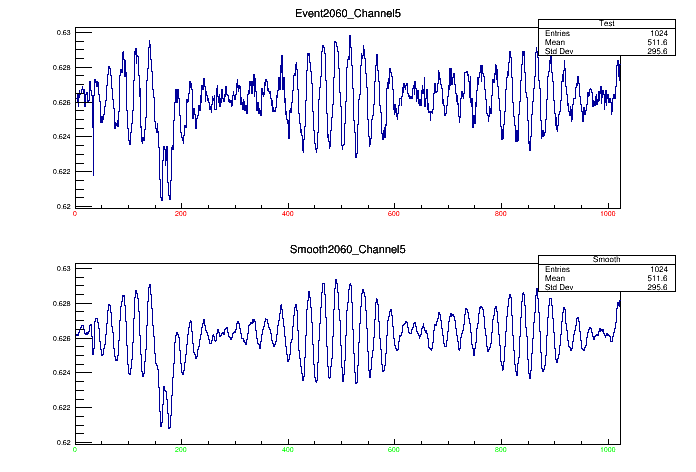 Event2060_Channel5
Test
Entries 1024
Mean 511.6
Std Dev 295.6
0.63
0.628
0.626
0.624
0.622
0.62
0 200 400 600 800 1000
Smooth2060_Channel5
Smooth
Entries 1024
Mean 511.6
Std Dev 295.6
0.63
0.628
0.626
0.624
0.622
0.62
0 200 400 600 800 1000